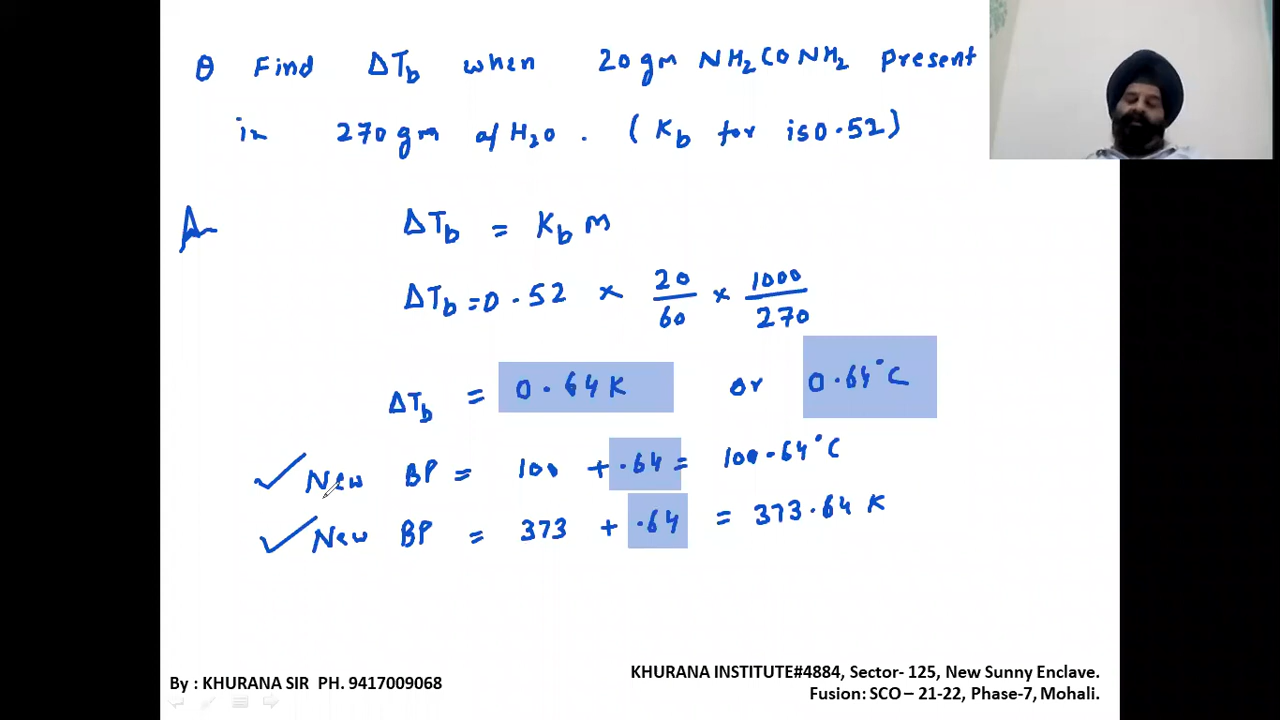 Q Find ΔTb when 20 gm NH2CONH2 present
in 270 gm of H2O . (Kb for is 0.52)
A ΔTb = Kb m
ΔTb = 0.52 × 20/60 × 1000/270
ΔTb = 0.64 K or 0.64°C
New BP = 100 + .64 = 100.64°C
New BP = 373 + .64 = 373.64 K
By : KHURANA SIR PH. 9417009068
KHURANA INSTITUTE#4884, Sector- 125, New Sunny Enclave.
Fusion: SCO – 21-22, Phase-7, Mohali.